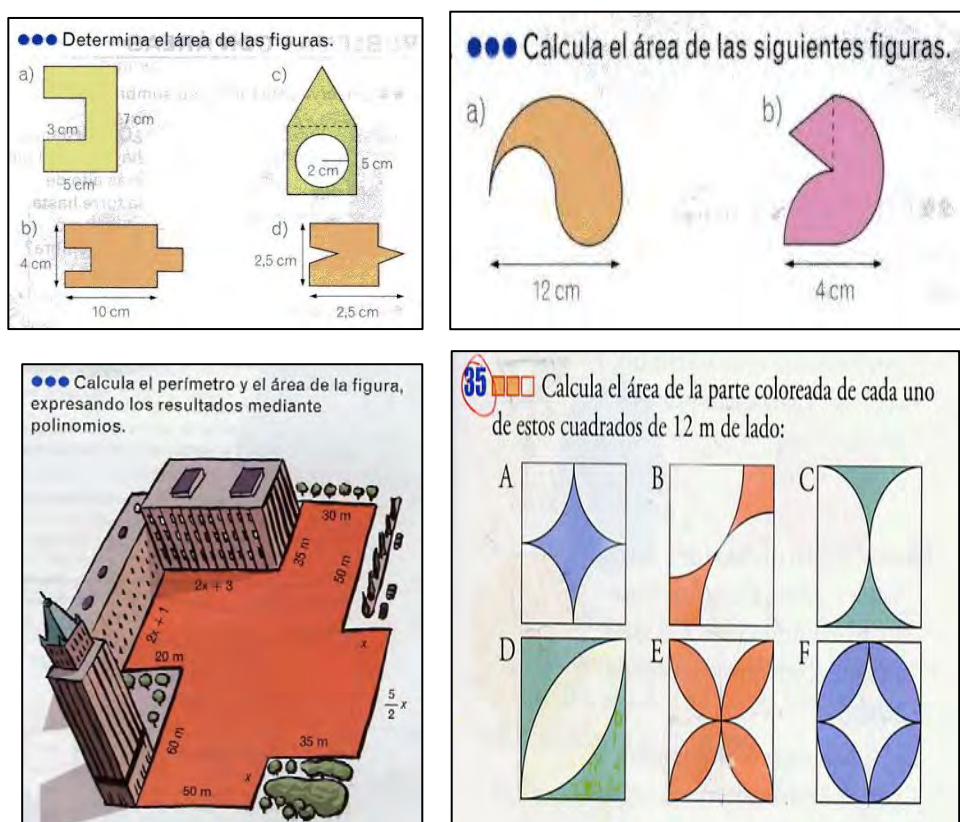 ●●● Determina el área de las figuras.
a)
3 cm
7 cm
5 cm
c)
2 cm
5 cm
b)
4 cm
10 cm
d)
2,5 cm
2,5 cm
●●● Calcula el área de las siguientes figuras.
a)
12 cm
b)
4 cm
●●● Calcula el perímetro y el área de la figura,
expresando los resultados mediante
polinomios.
30 m
35 m
50 m
2x + 3
2x + 1
20 m
x
5/2 x
60 m
35 m
x
50 m
35 Calcula el área de la parte coloreada de cada uno
de estos cuadrados de 12 m de lado:
A
B
C
D
E
F